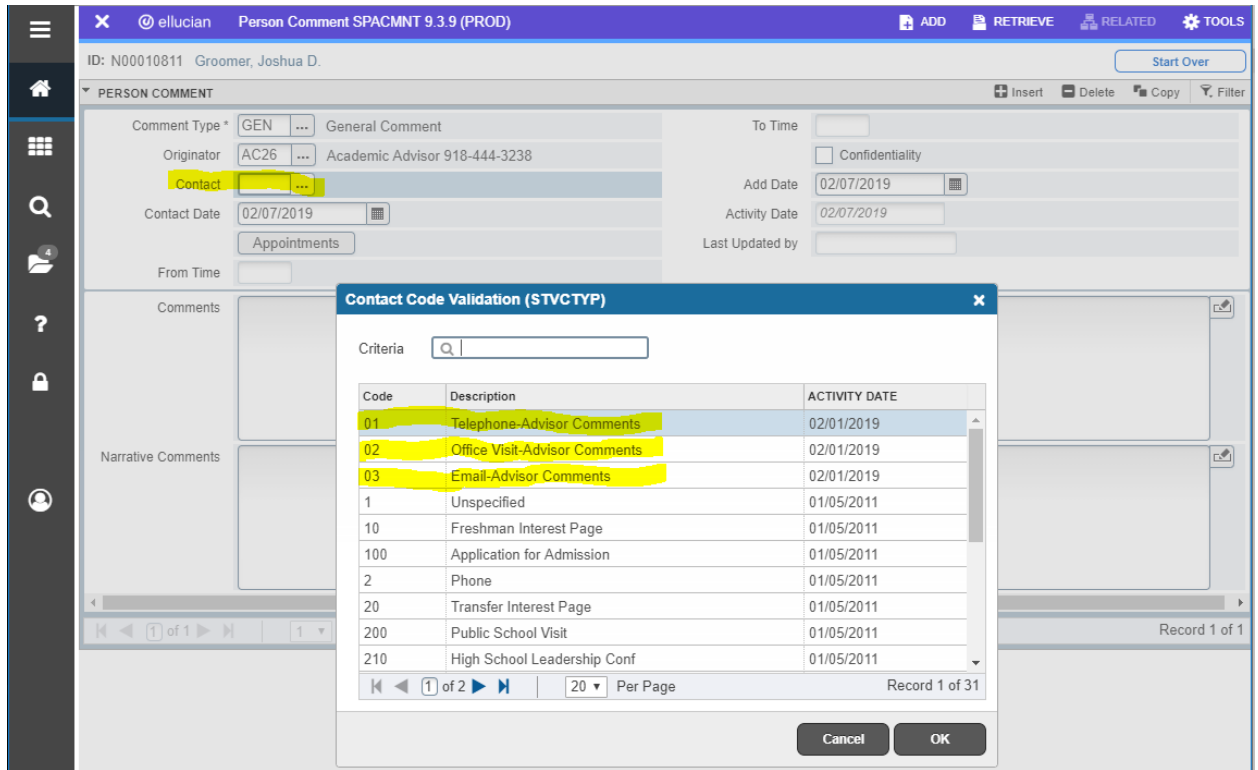 ellucian Person Comment SPACMNT 9.3.9 (PROD) ADD RETRIEVE RELATED TOOLS
ID: N00010811 Groomer, Joshua D. Start Over
PERSON COMMENT Insert Delete Copy Filter
Comment Type * GEN ... General Comment To Time
Originator AC26 ... Academic Advisor 918-444-3238 Confidentiality
Contact ... Add Date 02/07/2019
Contact Date 02/07/2019 Activity Date 02/07/2019
Appointments Last Updated by
4
From Time
Contact Code Validation (STVCTYP)
Comments
Criteria
Code Description ACTIVITY DATE
01 Telephone-Advisor Comments 02/01/2019
02 Office Visit-Advisor Comments 02/01/2019
Narrative Comments
03 Email-Advisor Comments 02/01/2019
1 Unspecified 01/05/2011
10 Freshman Interest Page 01/05/2011
100 Application for Admission 01/05/2011
2 Phone 01/05/2011
20 Transfer Interest Page 01/05/2011
1 of 1 1 200 Public School Visit 01/05/2011 Record 1 of 1
210 High School Leadership Conf 01/05/2011
1 of 2 20 Per Page Record 1 of 31
Cancel OK